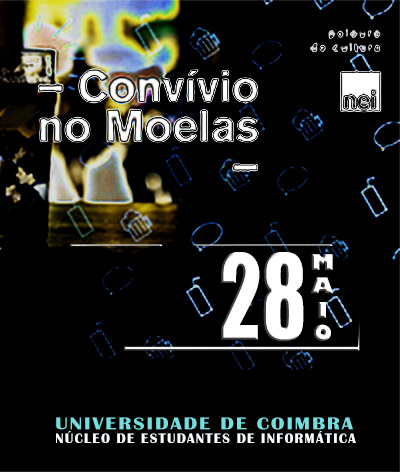 pelouro
da cultura
nei
– Convívio
no Moelas
–
28
MAIO
UNIVERSIDADE DE COIMBRA
NÚCLEO DE ESTUDANTES DE INFORMÁTICA